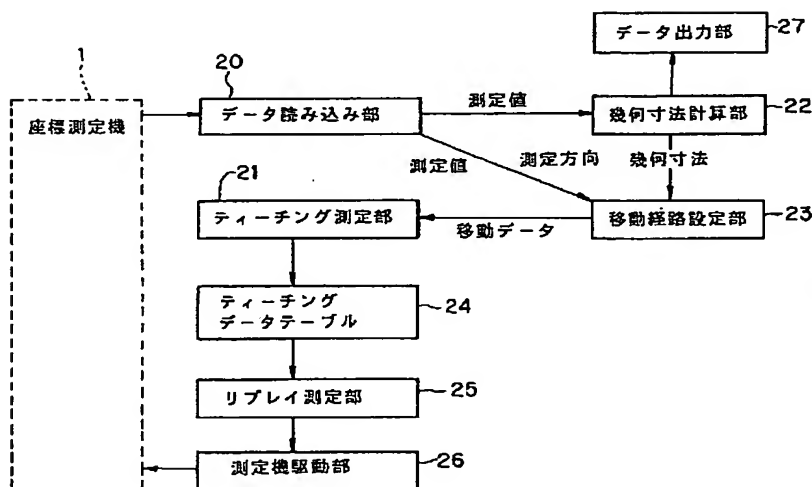 1
座標測定機
20
データ読み込み部
測定値
データ出力部
27
幾何寸法計算部
22
測定値
測定方向
幾何寸法
移動経路設定部
23
移動データ
21
ティーチング測定部
ティーチング
データテーブル
24
リプレイ測定部
25
測定機駆動部
26